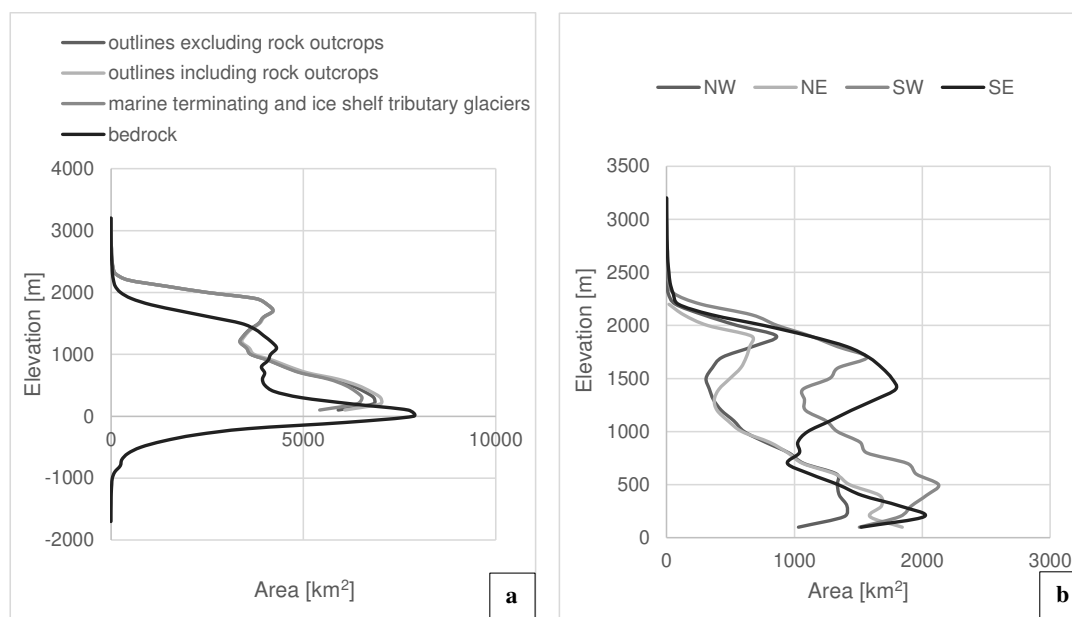 outlines excluding rock outcrops
outlines including rock outcrops
marine terminating and ice shelf tributary glaciers
bedrock
4000
3000
2000
1000
0
-1000
-2000
0
5000
10000
Elevation [m]
Area [km²]
a
NW NE SW SE
3500
3000
2500
2000
1500
1000
500
0
0 1000 2000 3000
Elevation [m]
Area [km²]
b